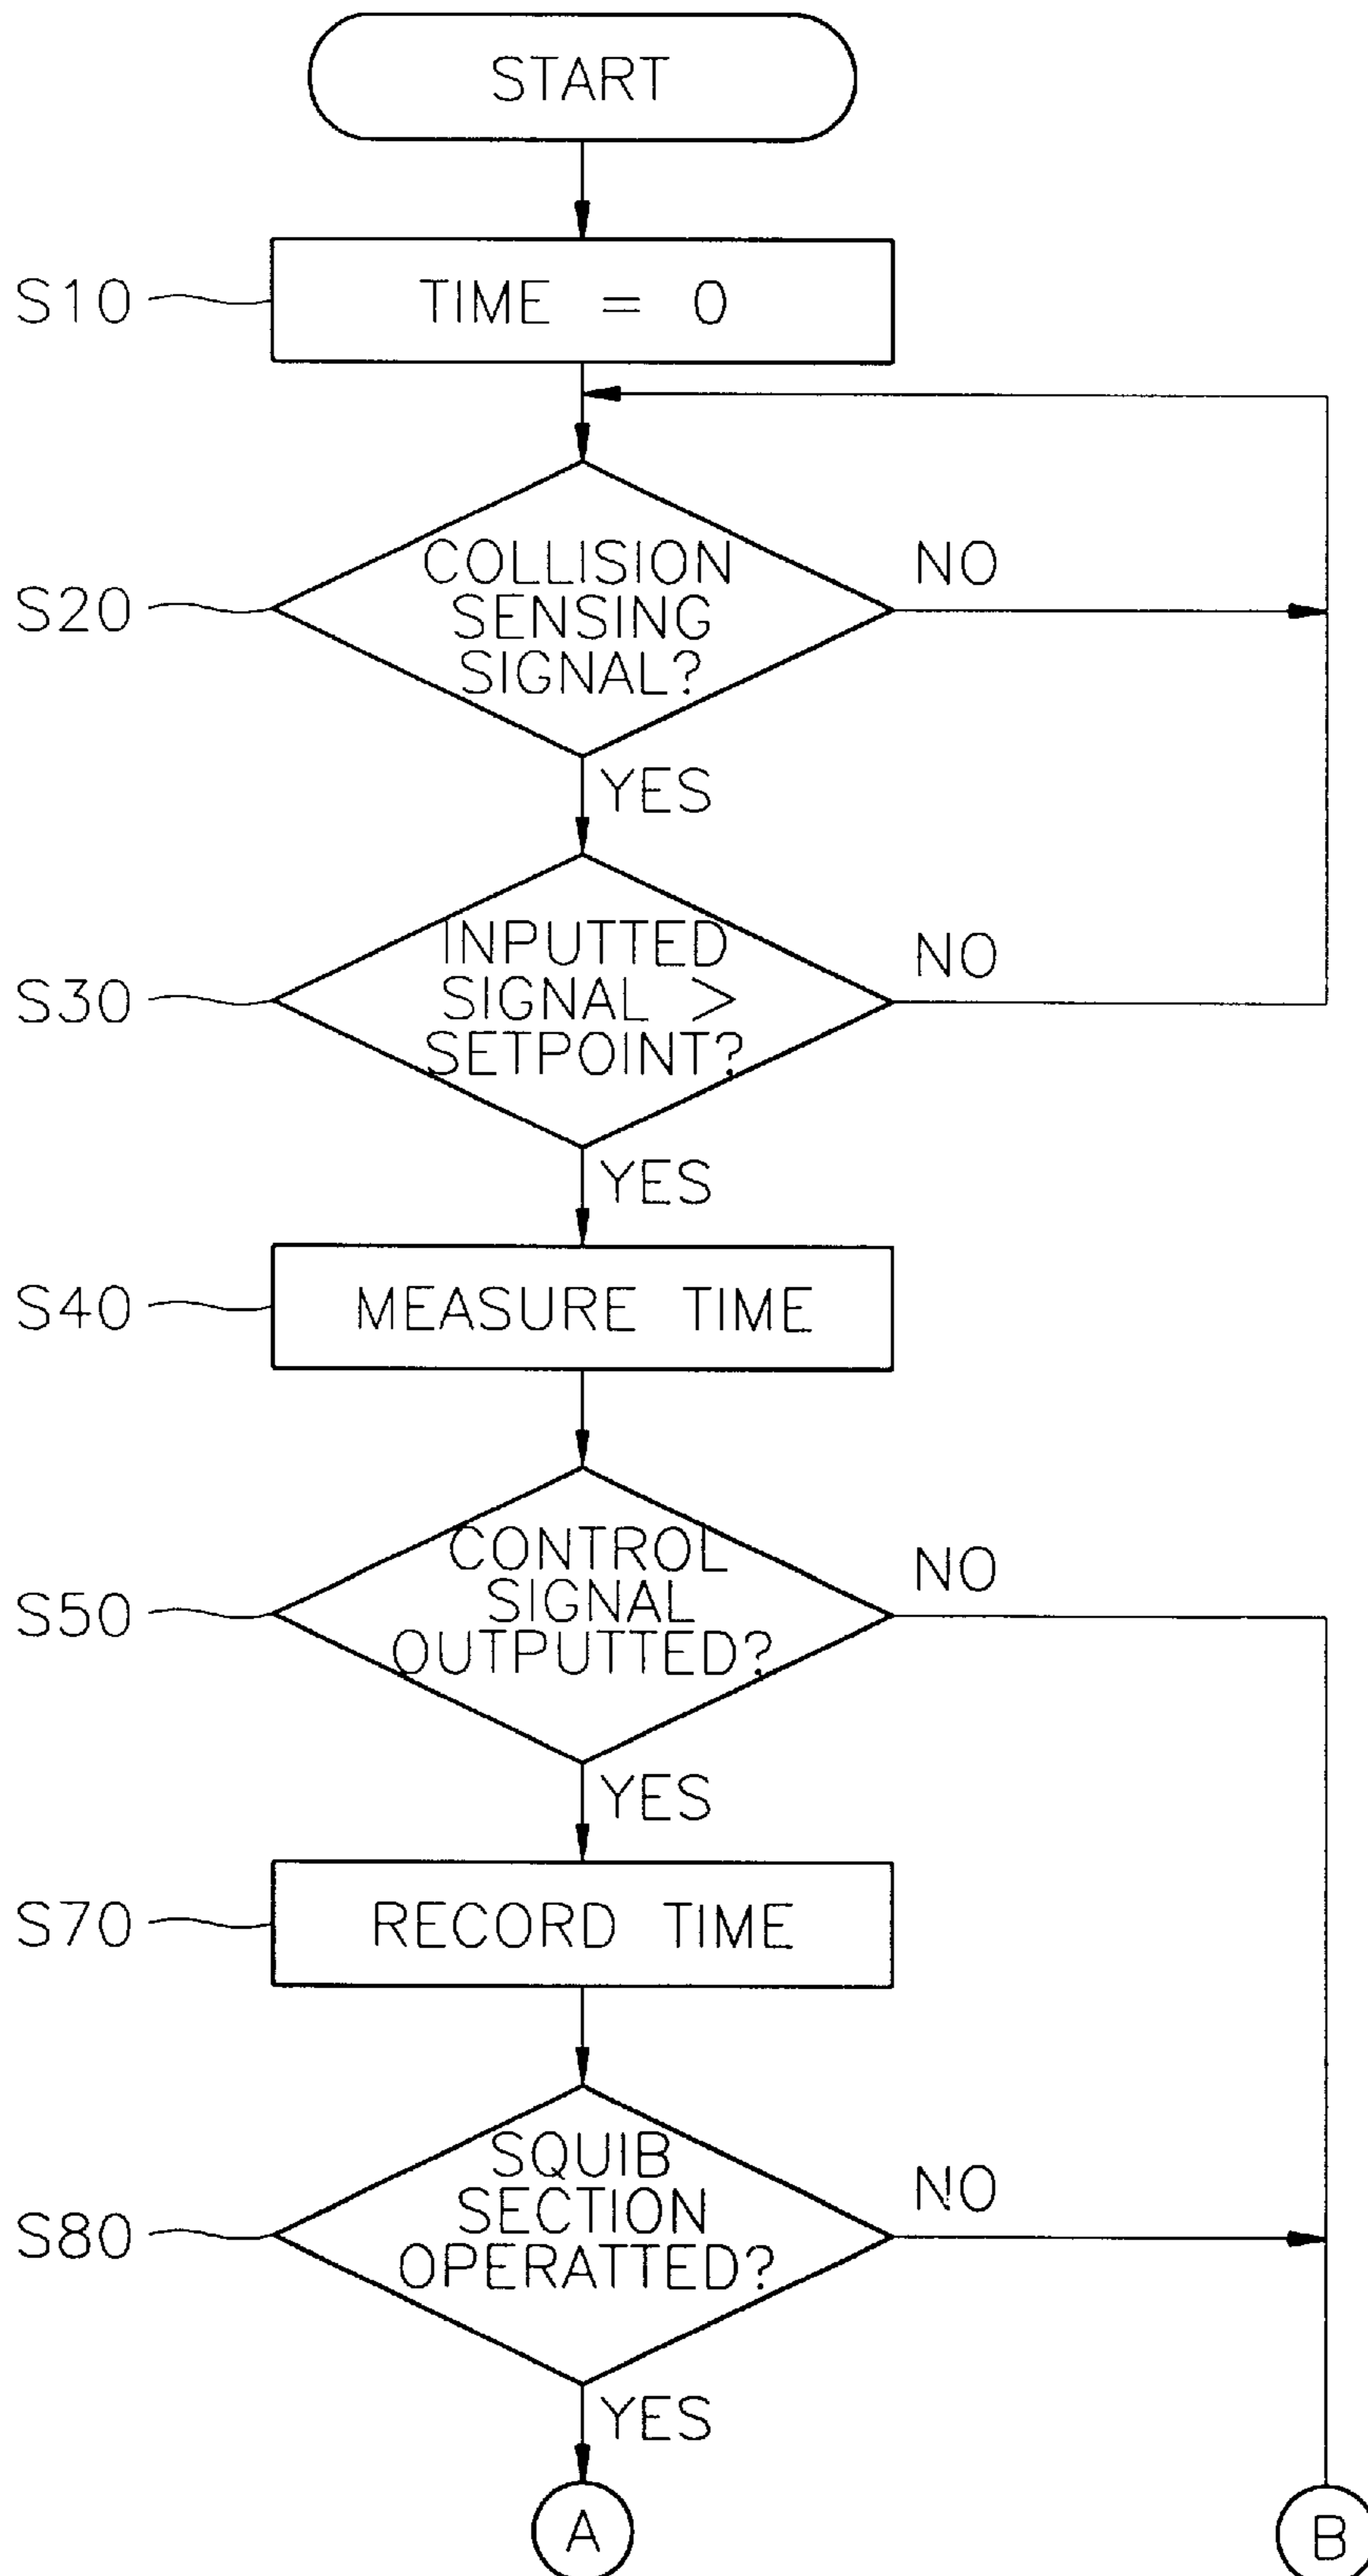 START
S10
TIME = 0
S20
COLLISION
SENSING
SIGNAL?
NO
YES
S30
INPUTTED
SIGNAL >
SETPOINT?
NO
YES
S40
MEASURE TIME
S50
CONTROL
SIGNAL
OUTPUTTED?
NO
YES
S70
RECORD TIME
S80
SQUIB
SECTION
OPERATTED?
NO
YES
A
B